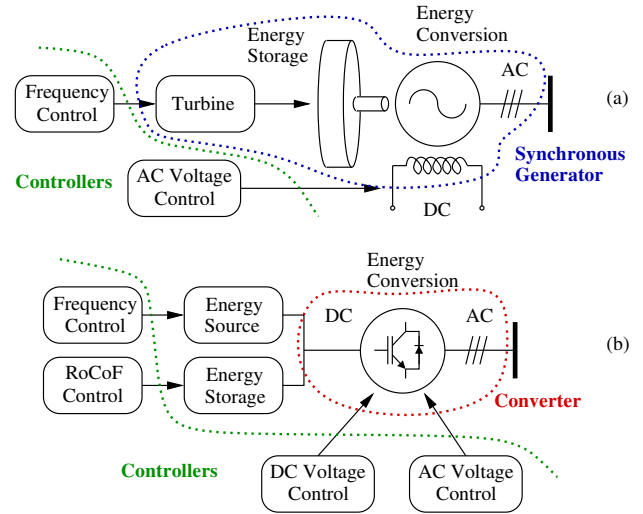 Energy
Conversion
Energy
Storage
AC
Frequency
Control
Turbine
(a)
Synchronous
Generator
Controllers
AC Voltage
Control
DC
Energy
Conversion
Frequency
Control
Energy
Source
DC
AC
(b)
RoCoF
Control
Energy
Storage
Converter
Controllers
DC Voltage
Control
AC Voltage
Control